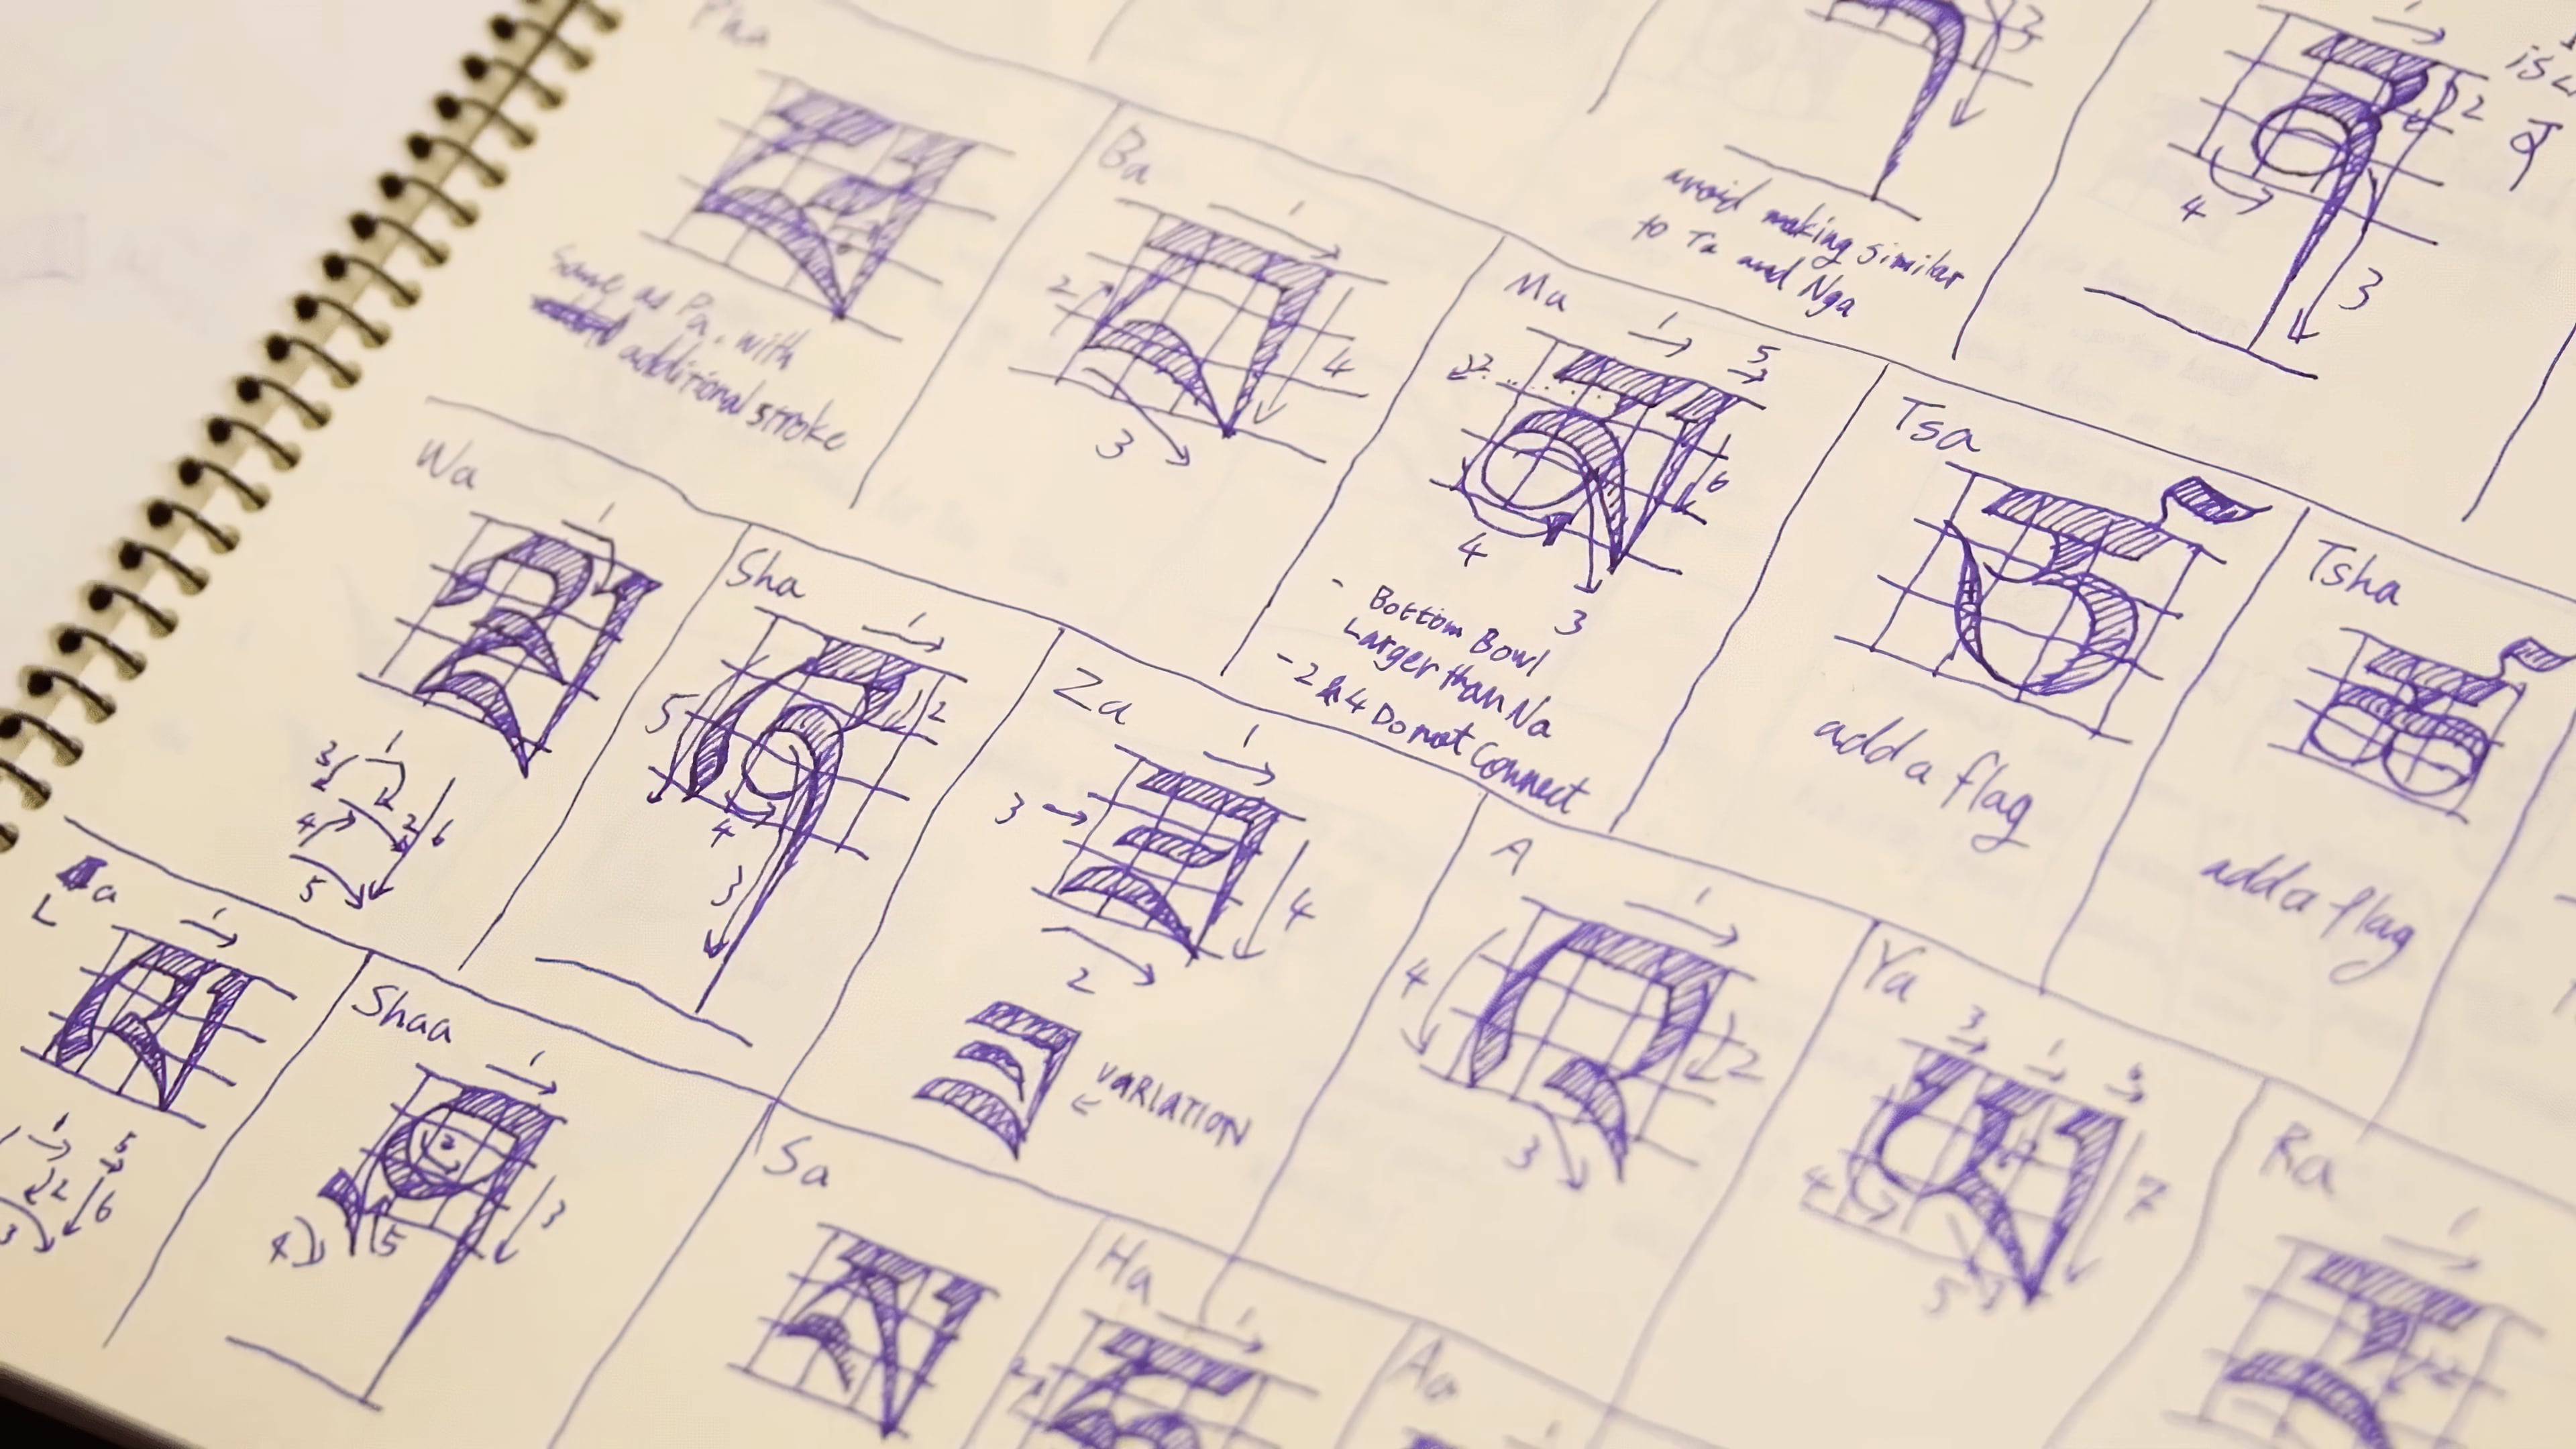 Ba
Same as Pa, with
additional stroke
1
2
3
4
avoid making similar
to Ta and Nga
2
3
4
Ma
1
5
6
4
3
- Bottom Bowl
Larger than Na
- 2 & 4 Do not Connect
Tsa
add a flag
Tsha
add a flag
Wa
1
3
1
4
2
6
5
Sha
1
2
5
4
3
Za
1
3
4
2
VARIATION
A
1
4
2
3
Ya
3
1
4
7
5
Ra
1
La
1
1
5
2
6
3
Shaa
1
2
3
4
5
Sa
Ha
1
2